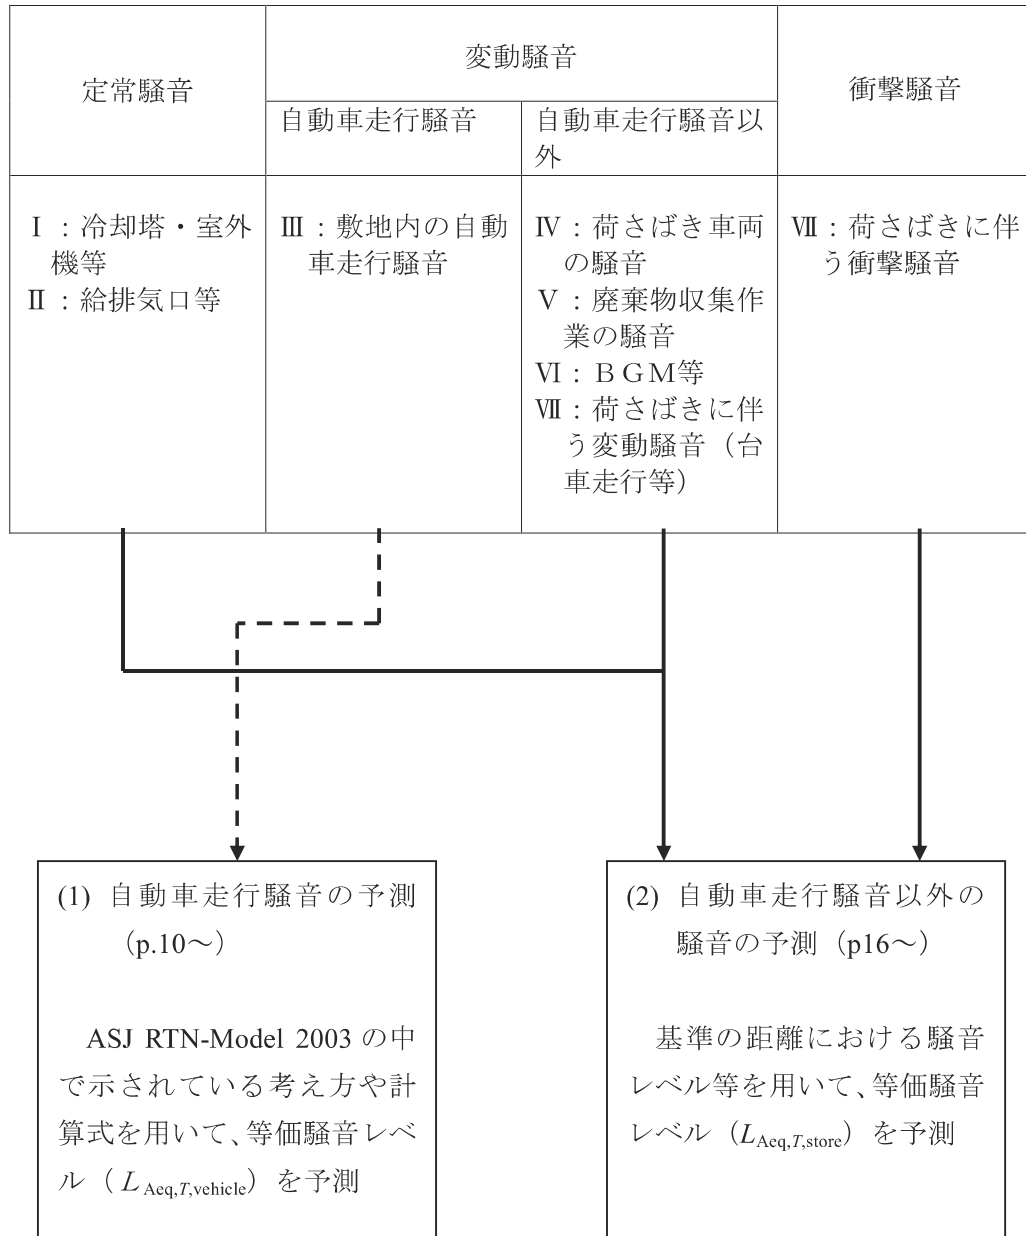 定常騒音
変動騒音
衝撃騒音
自動車走行騒音
自動車走行騒音以
外
Ⅰ：冷却塔・室外
機等
Ⅱ：給排気口等
Ⅲ：敷地内の自動
車走行騒音
Ⅳ：荷さばき車両
の騒音
Ⅴ：廃棄物収集作
業の騒音
Ⅵ：ＢＧＭ等
Ⅶ：荷さばきに伴
う変動騒音（台
車走行等）
Ⅶ：荷さばきに伴
う衝撃騒音
(1) 自動車走行騒音の予測
（p.10～）
ASJ RTN-Model 2003 の中
で示されている考え方や計
算式を用いて、等価騒音レベ
ル（LAeq,T,vehicle）を予測
(2) 自動車走行騒音以外の
騒音の予測（p16～）
基準の距離における騒音
レベル等を用いて、等価騒音
レベル（LAeq,T,store）を予測